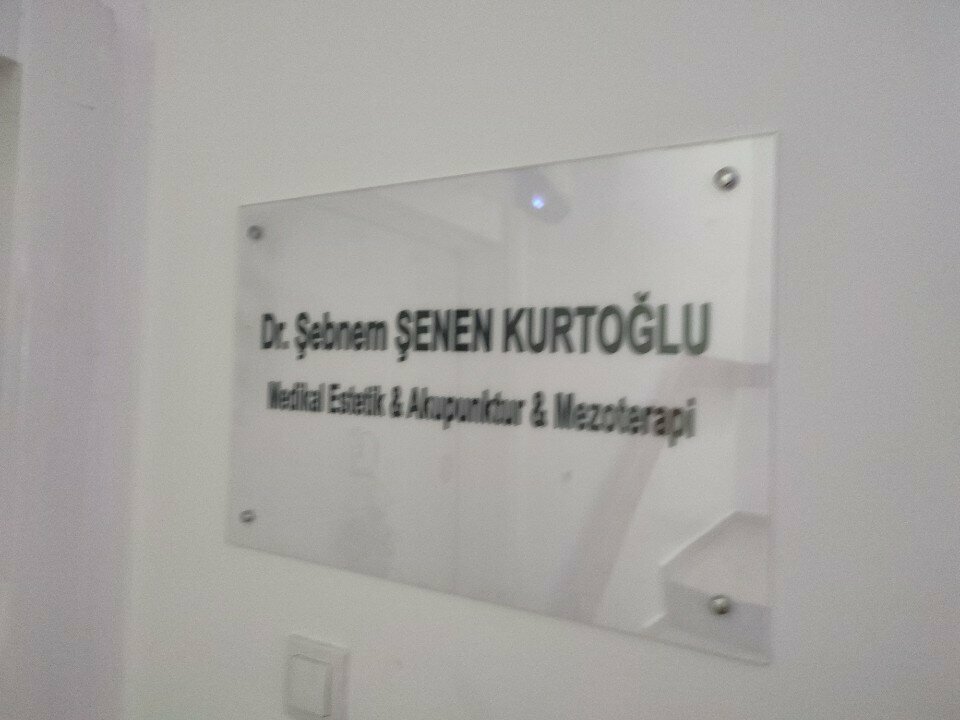 Dr. Şebnem ŞENEN KURTOĞLU
Medikal Estetik & Akupunktur & Mezoterapi